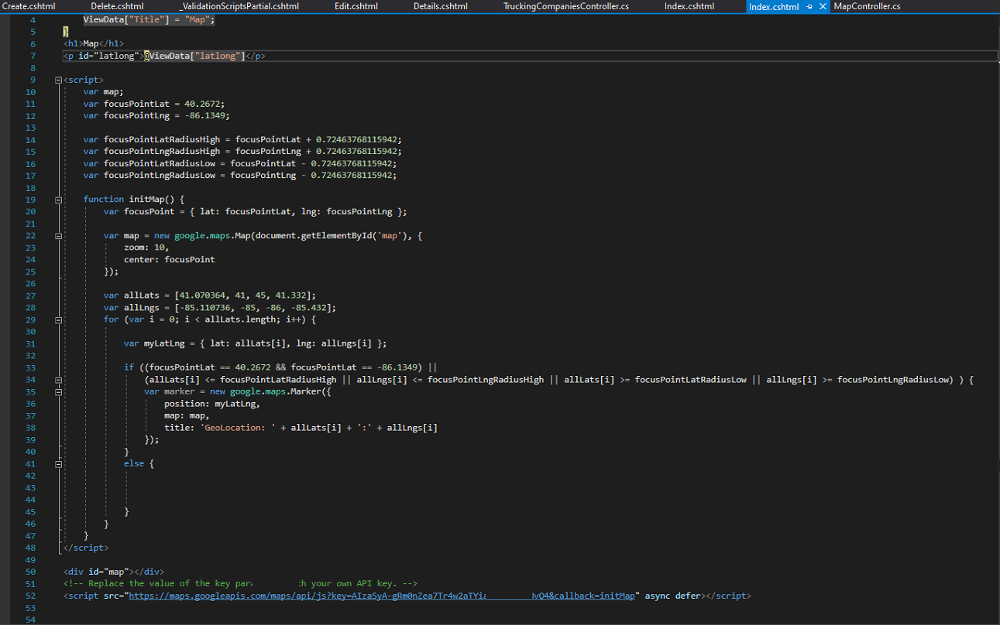 Create.cshtml Delete.cshtml _ValidationScriptsPartial.cshtml Edit.cshtml Details.cshtml TruckingCompaniesController.cs Index.cshtml Index.cshtml MapController.cs
4 ViewData["Title"] = "Map";
5 }
6 <h1>Map</h1>
7 <p id="latlong">@ViewData["latlong"]</p>
8
9 <script>
10 var map;
11 var focusPointLat = 40.2672;
12 var focusPointLng = -86.1349;
13
14 var focusPointLatRadiusHigh = focusPointLat + 0.72463768115942;
15 var focusPointLngRadiusHigh = focusPointLng + 0.72463768115942;
16 var focusPointLatRadiusLow = focusPointLat - 0.72463768115942;
17 var focusPointLngRadiusLow = focusPointLng - 0.72463768115942;
18
19 function initMap() {
20 var focusPoint = { lat: focusPointLat, lng: focusPointLng };
21
22 var map = new google.maps.Map(document.getElementById('map'), {
23 zoom: 10,
24 center: focusPoint
25 });
26
27 var allLats = [41.070364, 41, 45, 41.332];
28 var allLngs = [-85.110736, -85, -86, -85.432];
29 for (var i = 0; i < allLats.length; i++) {
30
31 var myLatLng = { lat: allLats[i], lng: allLngs[i] };
32
33 if ((focusPointLat == 40.2672 && focusPointLat == -86.1349) ||
34 (allLats[i] <= focusPointLatRadiusHigh || allLngs[i] <= focusPointLngRadiusHigh || allLats[i] >= focusPointLatRadiusLow || allLngs[i] >= focusPointLngRadiusLow) ) {
35 var marker = new google.maps.Marker({
36 position: myLatLng,
37 map: map,
38 title: 'GeoLocation: ' + allLats[i] + ':' + allLngs[i]
39 });
40 }
41 else {
42
43
44
45 }
46 }
47 }
48 </script>
49
50 <div id="map"></div>
51 <!-- Replace the value of the key your own API key. -->
52 <script src="https://maps.googleapis.com/maps/api/js?key=AIzaSyA-gRm0nZea7Tr4w2aTYi vQ4&callback=initMap" async defer></script>
53
54